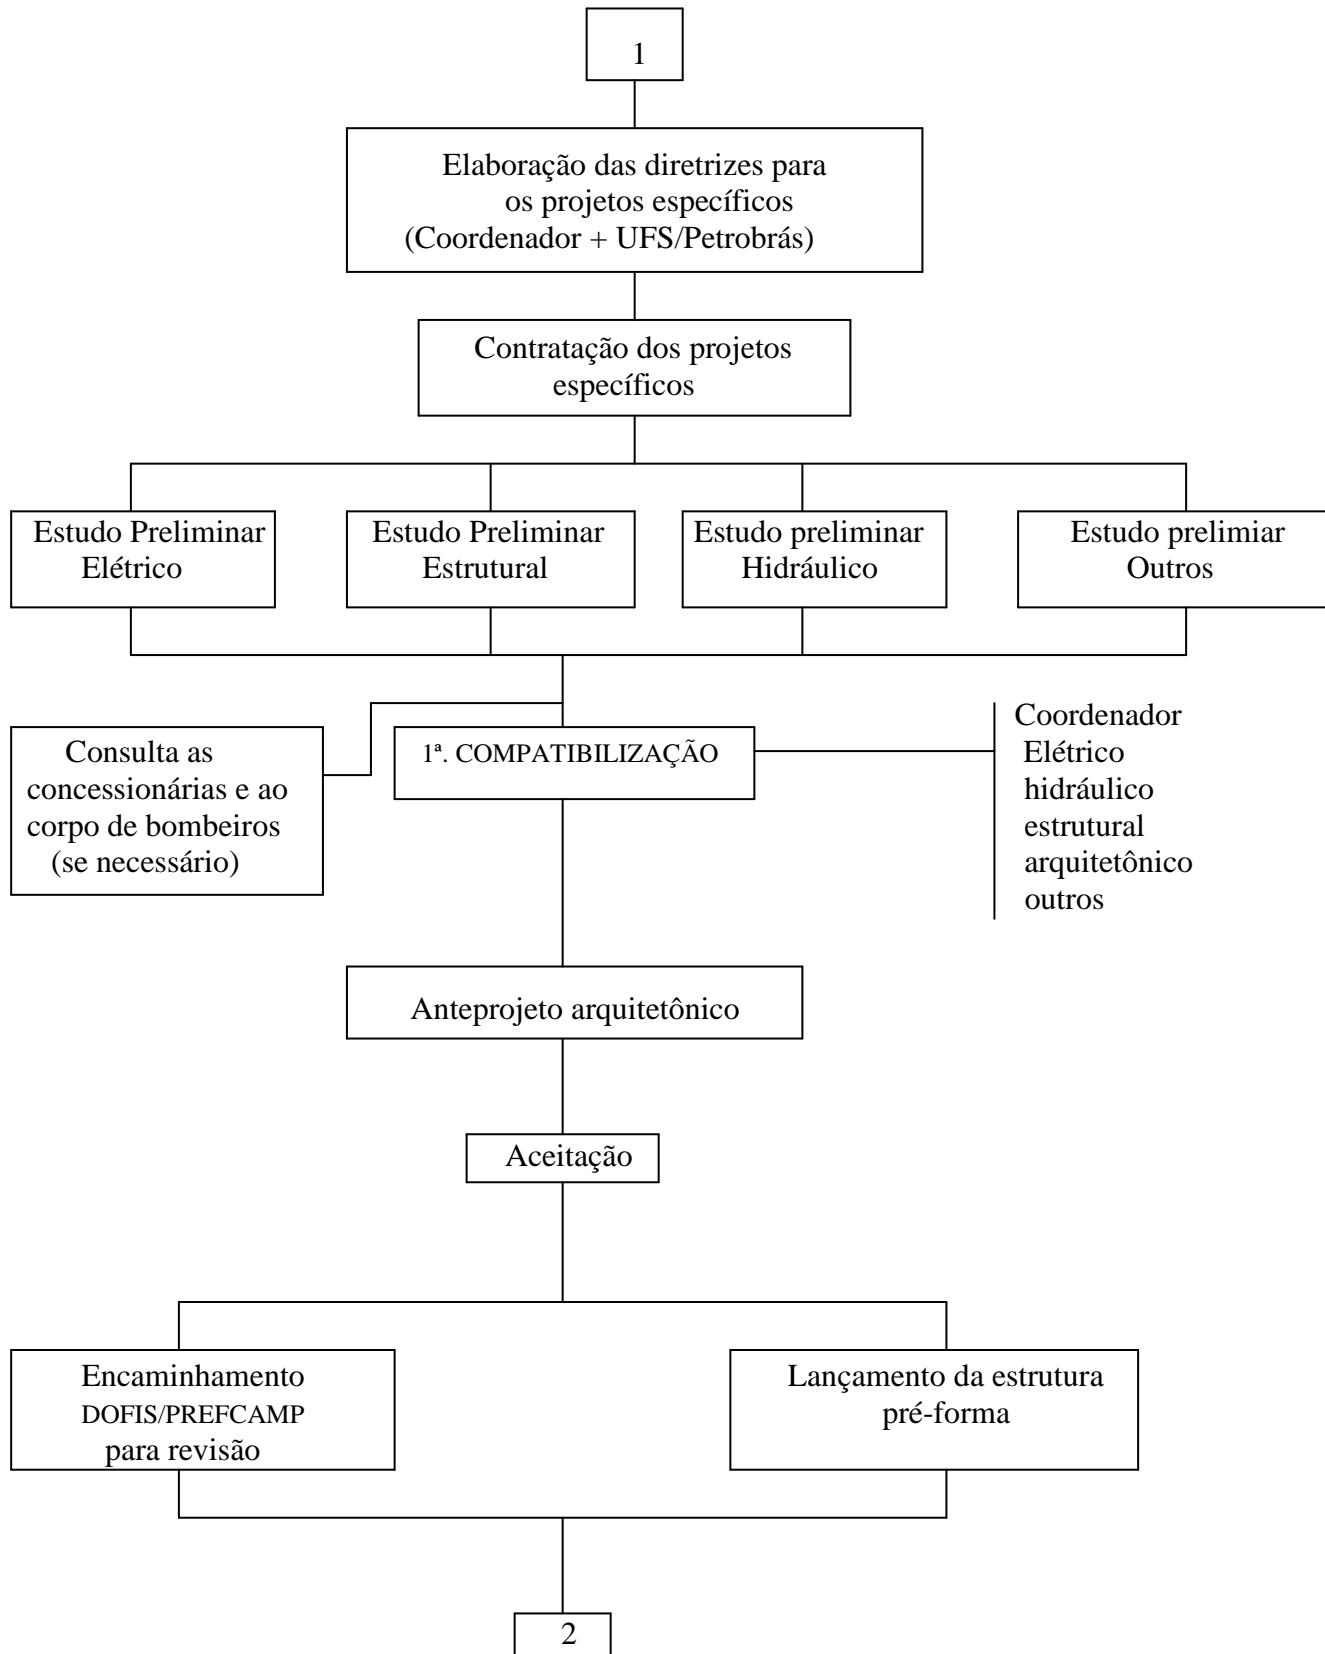 1
Elaboração das diretrizes para
os projetos específicos
(Coordenador + UFS/Petrobrás)
Contratação dos projetos
específicos
Estudo Preliminar
Elétrico
Estudo Preliminar
Estrutural
Estudo preliminar
Hidráulico
Estudo prelimiar
Outros
Consulta as
concessionárias e ao
corpo de bombeiros
(se necessário)
1ª. COMPATIBILIZAÇÃO
Coordenador
Elétrico
hidráulico
estrutural
arquitetônico
outros
Anteprojeto arquitetônico
Aceitação
Encaminhamento
DOFIS/PREFCAMP
para revisão
Lançamento da estrutura
pré-forma
2